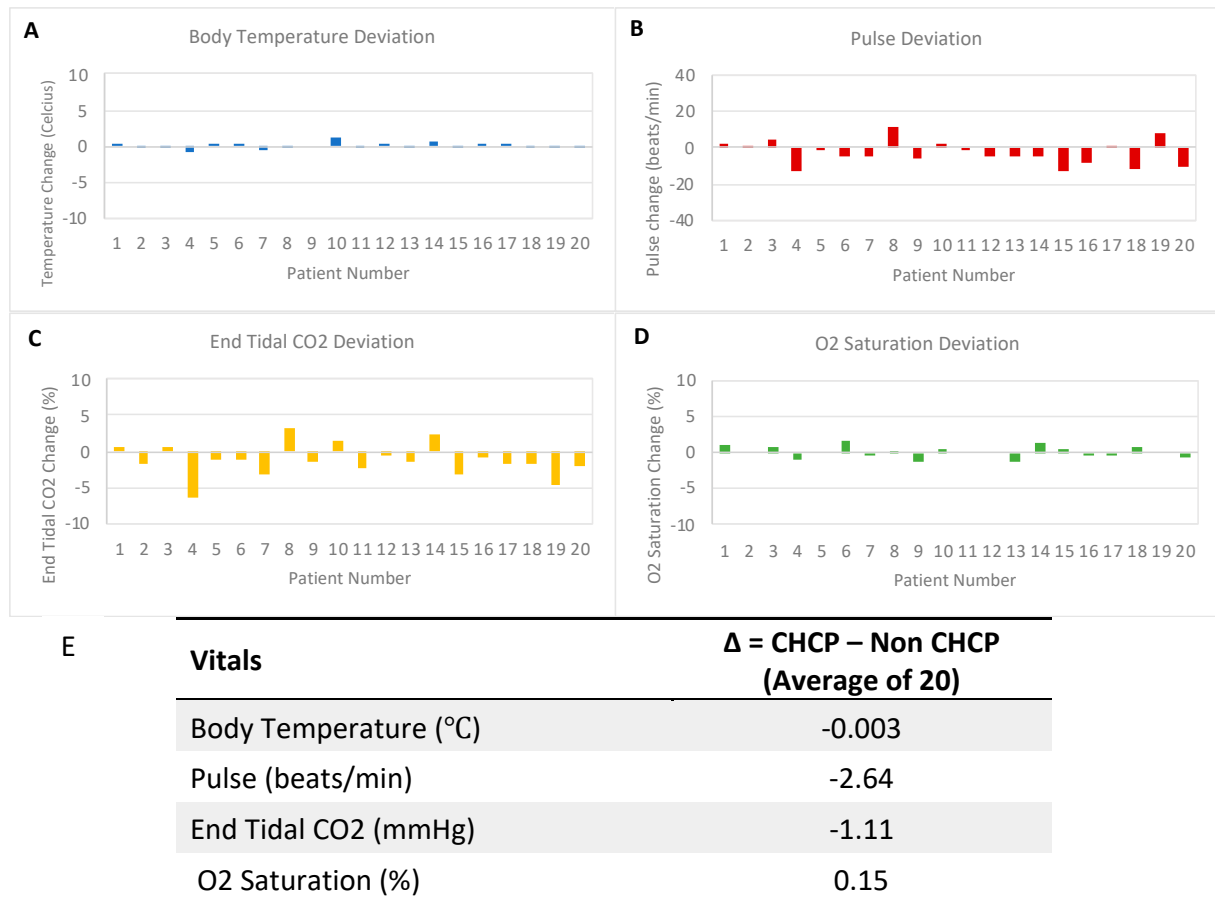 A
Body Temperature Deviation
Temperature Change (Celcius)
10
5
0
-5
-10
1 2 3 4 5 6 7 8 9 10 11 12 13 14 15 16 17 18 19 20
Patient Number
B
Pulse Deviation
Pulse change (beats/min)
40
20
0
-20
-40
1 2 3 4 5 6 7 8 9 10 11 12 13 14 15 16 17 18 19 20
Patient Number
C
End Tidal CO2 Deviation
End Tidal CO2 Change (%)
10
5
0
-5
-10
1 2 3 4 5 6 7 8 9 10 11 12 13 14 15 16 17 18 19 20
Patient Number
D
O2 Saturation Deviation
O2 Saturation Change (%)
10
5
0
-5
-10
1 2 3 4 5 6 7 8 9 10 11 12 13 14 15 16 17 18 19 20
Patient Number
E
Vitals
Δ = CHCP – Non CHCP
(Average of 20)
Body Temperature (℃) -0.003
Pulse (beats/min) -2.64
End Tidal CO2 (mmHg) -1.11
O2 Saturation (%) 0.15